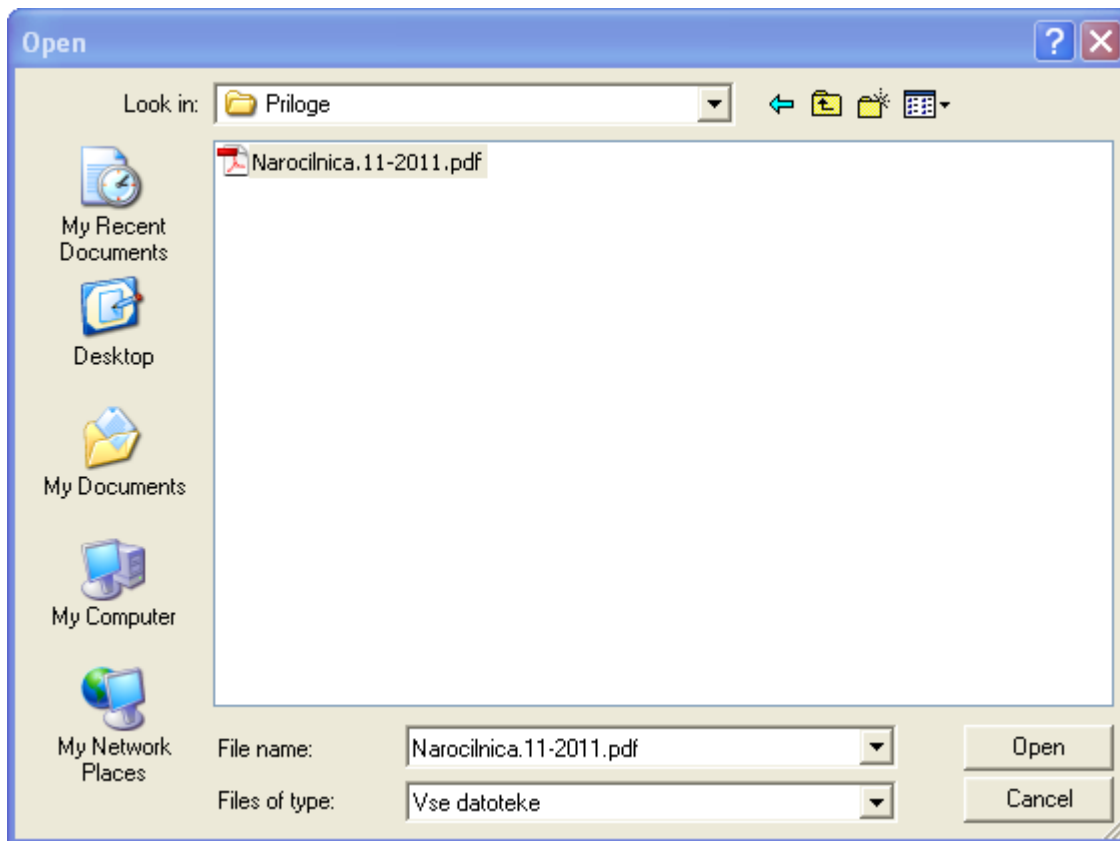 Open
Look in:
Priloge
Narocilnica.11-2011.pdf
My Recent
Documents
Desktop
My Documents
My Computer
My Network
Places
File name:
Narocilnica.11-2011.pdf
Open
Files of type:
Vse datoteke
Cancel